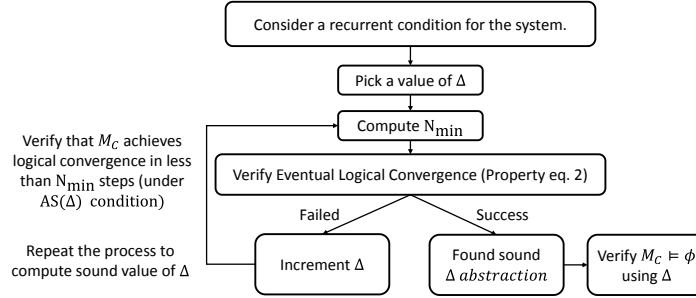 Consider a recurrent condition for the system.
Pick a value of Δ
Compute N_min
Verify that M_C achieves
logical convergence in less
than N_min steps (under
AS(Δ) condition)
Verify Eventual Logical Convergence (Property eq. 2)
Failed
Success
Repeat the process to
compute sound value of Δ
Increment Δ
Found sound
Δ abstraction
Verify M_C ⊨ ϕ
using Δ